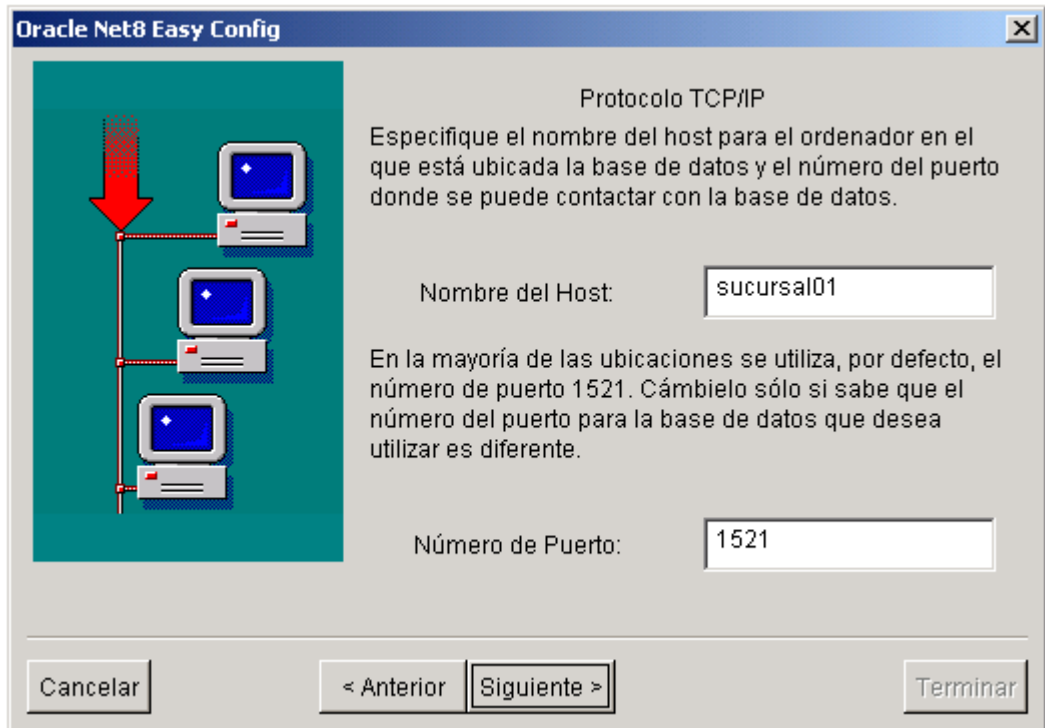 Oracle Net8 Easy Config
Protocolo TCP/IP
Especifique el nombre del host para el ordenador en el
que está ubicada la base de datos y el número del puerto
donde se puede contactar con la base de datos.
Nombre del Host: sucursal01
En la mayoría de las ubicaciones se utiliza, por defecto, el
número de puerto 1521. Cámbielo sólo si sabe que el
número del puerto para la base de datos que desea
utilizar es diferente.
Número de Puerto: 1521
Cancelar < Anterior Siguiente > Terminar